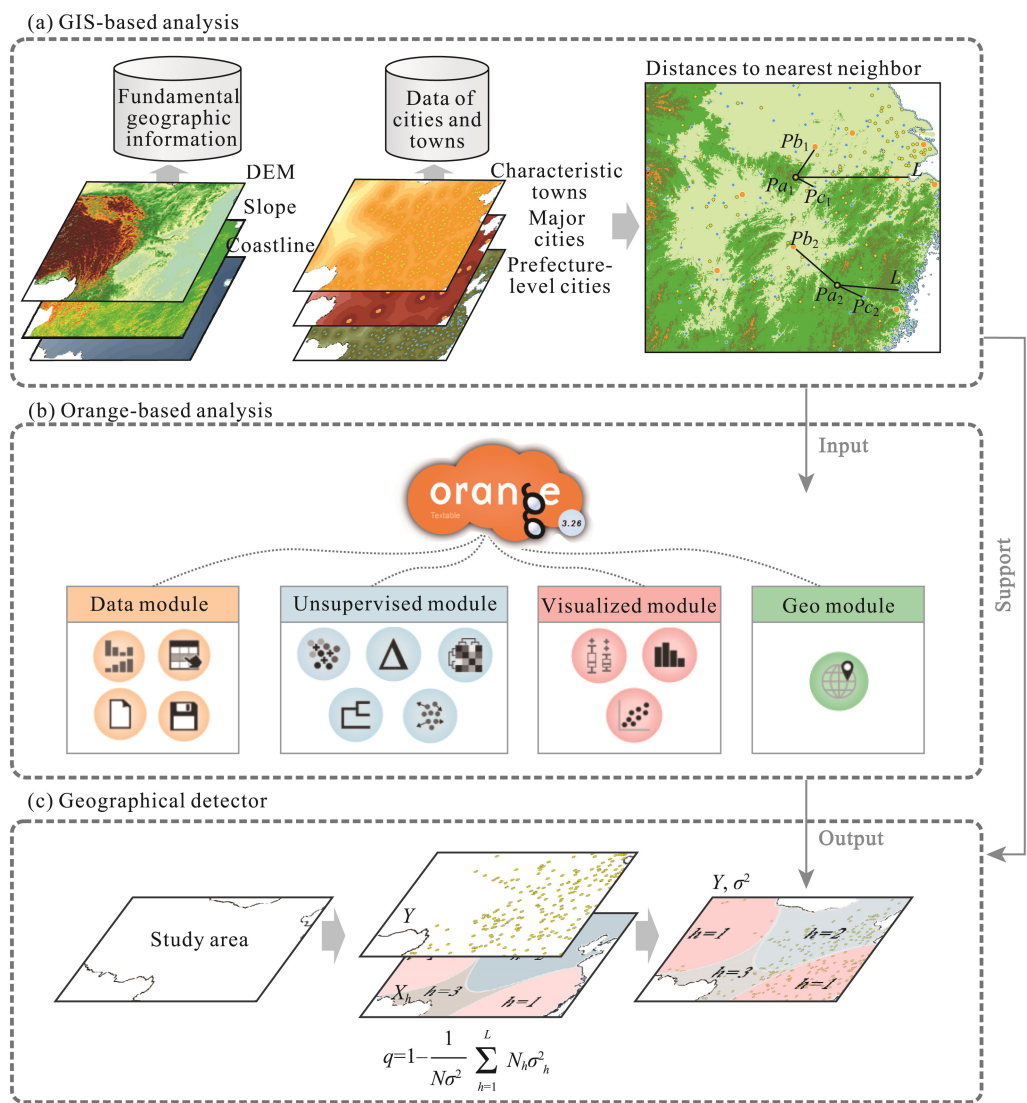 (a) GIS-based analysis
Fundamental
geographic
information
Data of
cities and
towns
Distances to nearest neighbor
DEM
Slope
Coastline
Characteristic
towns
Major
cities
Prefecture-
level cities
Pb₁
Pa₁
Pc₁
L
Pb₂
Pa₂
Pc₂
L
(b) Orange-based analysis
Input
Support
orange
Textable
3.26
Data module
Unsupervised module
Visualized module
Geo module
(c) Geographical detector
Output
Study area
Y
Xₕ
h=3
h=1
Y, σ²
h=1
h=2
h=3
h=1
q=1−1/Nσ² ∑ᴸₕ₌₁ Nₕσ²ₕ